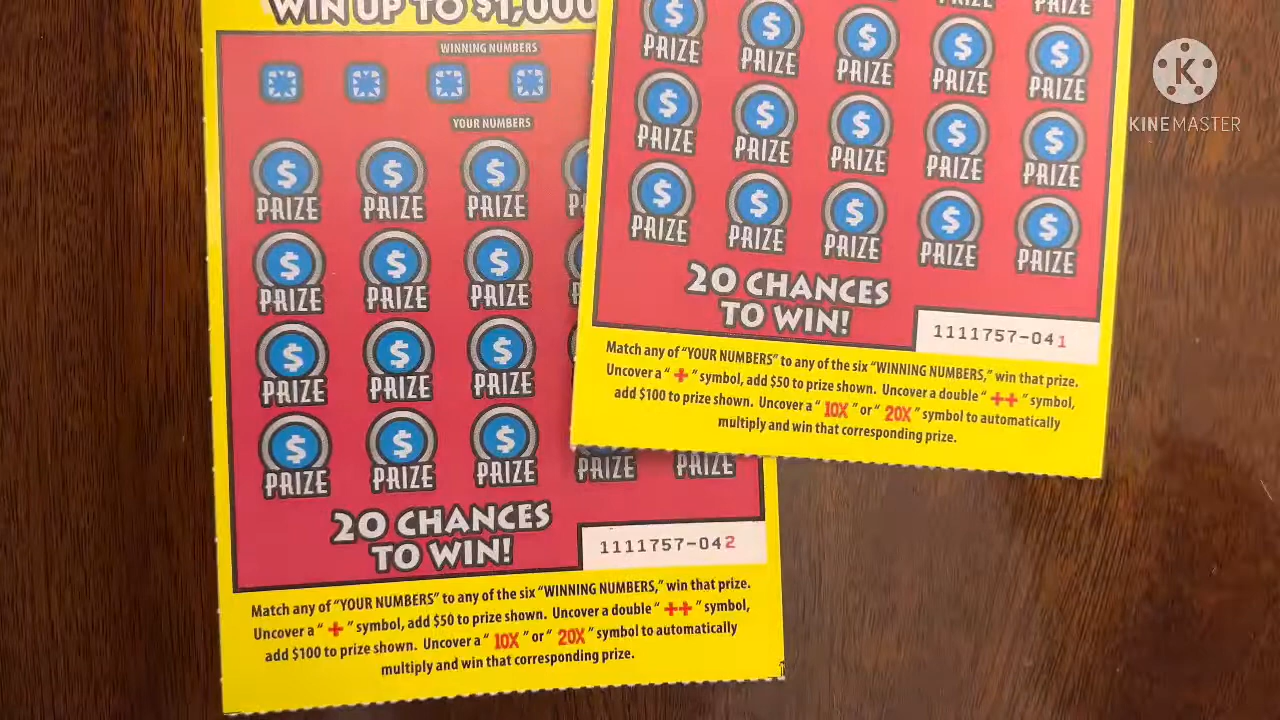 WIN UP TO $1,000
WINNING NUMBERS
YOUR NUMBERS
$ $ $
PRIZE PRIZE PRIZE
$ $ $
PRIZE PRIZE PRIZE
$ $ $
PRIZE PRIZE PRIZE
$ $ $
PRIZE PRIZE PRIZE PRIZE PRIZE
20 CHANCES
TO WIN!
1111757-042
Match any of "YOUR NUMBERS" to any of the six "WINNING NUMBERS," win that prize.
Uncover a "+" symbol, add $50 to prize shown. Uncover a double "++" symbol,
add $100 to prize shown. Uncover a "10X" or "20X" symbol to automatically
multiply and win that corresponding prize.
$ $ $ $
PRIZE PRIZE PRIZE PRIZE PRIZE
$ $ $ $ $
PRIZE PRIZE PRIZE PRIZE PRIZE
$ $ $ $ $
PRIZE PRIZE PRIZE PRIZE PRIZE
20 CHANCES
TO WIN!
1111757-041
Match any of "YOUR NUMBERS" to any of the six "WINNING NUMBERS," win that prize.
Uncover a "+" symbol, add $50 to prize shown. Uncover a double "++" symbol,
add $100 to prize shown. Uncover a "10X" or "20X" symbol to automatically
multiply and win that corresponding prize.
K
KINEMASTER